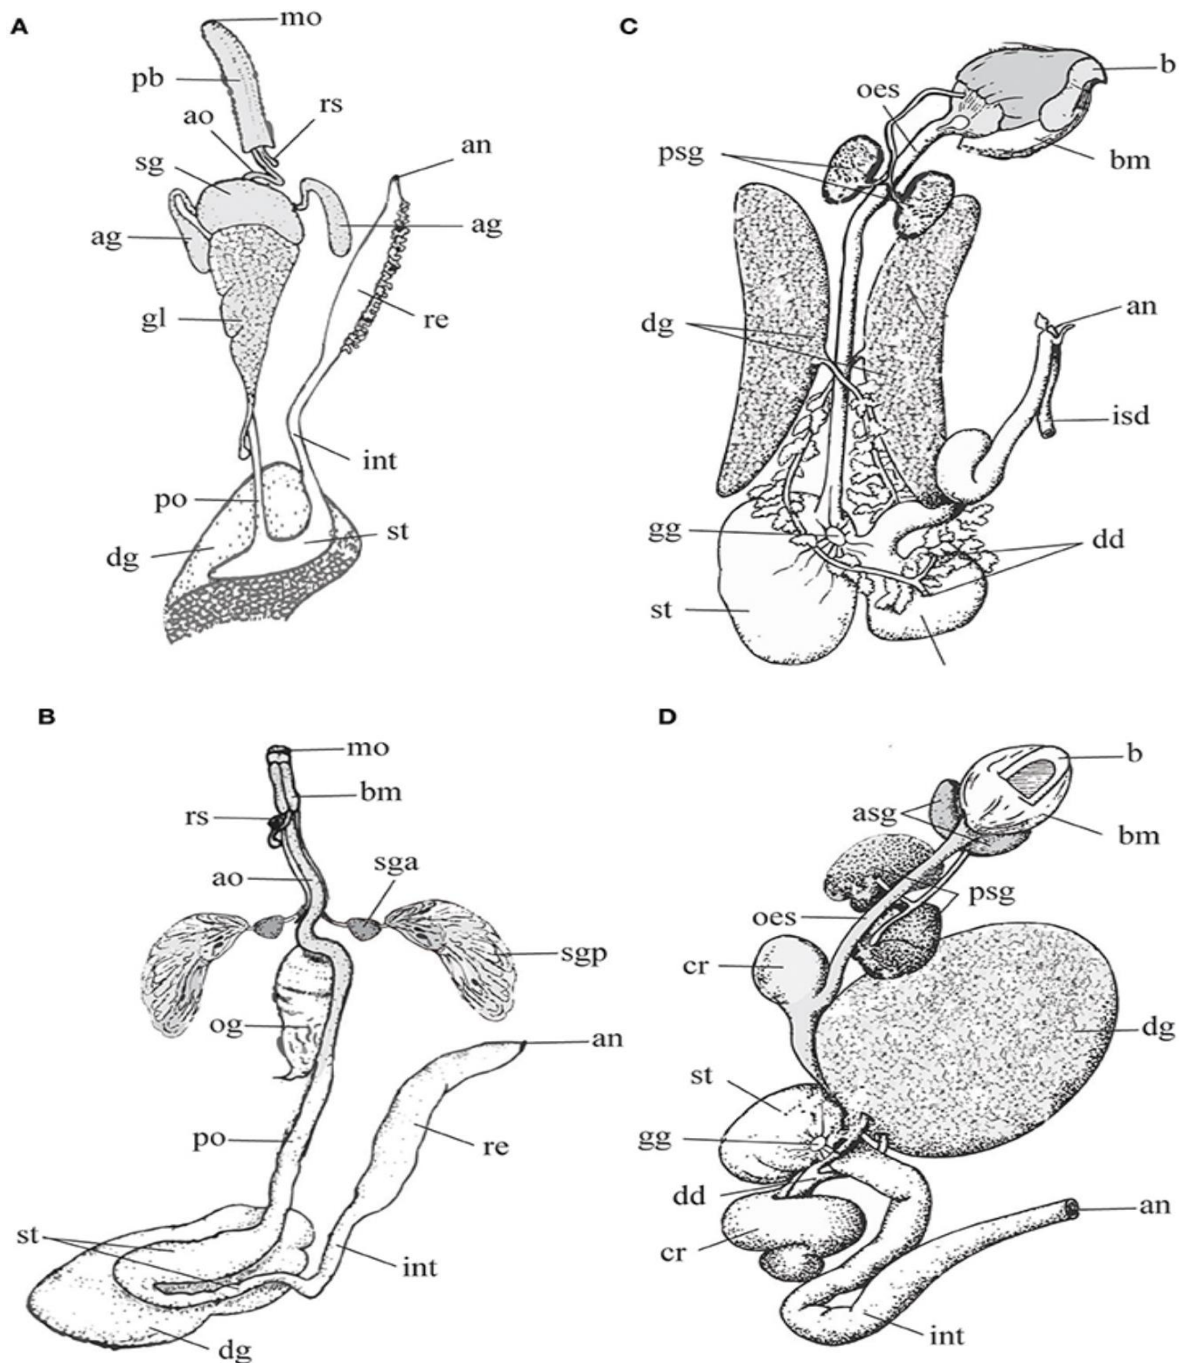 A
mo
pb
ao
rs
sg
an
ag
ag
gl
re
int
po
st
dg
C
b
oes
psg
bm
dg
an
isd
gg
dd
st
B
mo
bm
rs
sga
ao
sgp
og
an
po
re
st
int
dg
D
b
asg
bm
psg
oes
cr
dg
st
gg
dd
an
cr
int